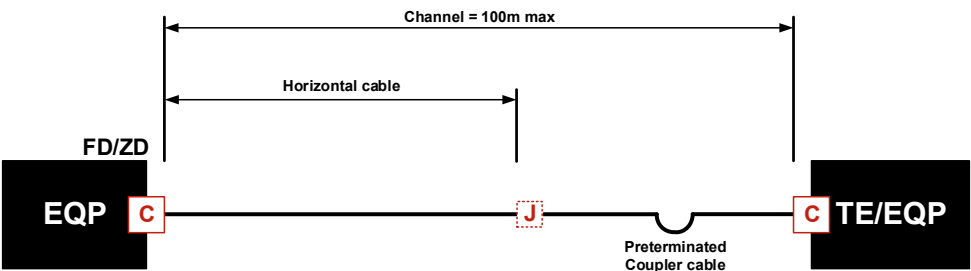 Channel = 100m max
Horizontal cable
FD/ZD
EQP
C
J
C
TE/EQP
Preterminated
Coupler cable